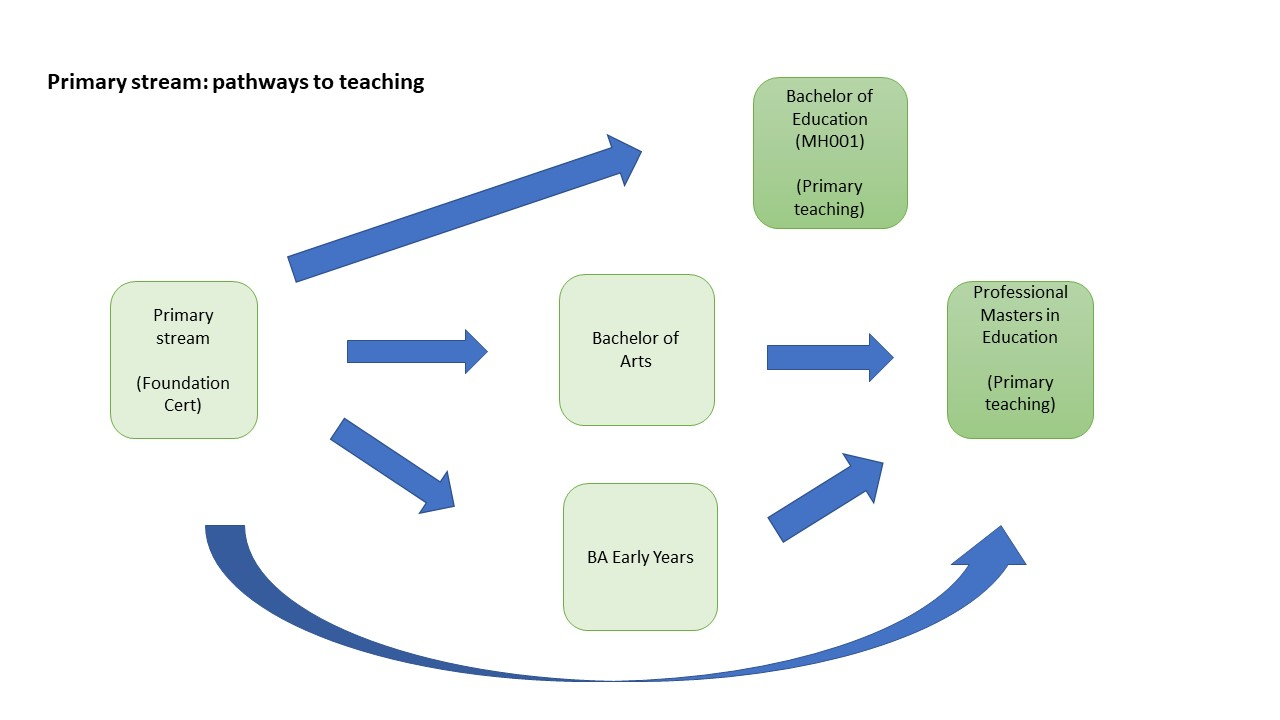 Primary stream: pathways to teaching
Bachelor of
Education
(MH001)
(Primary
teaching)
Primary
stream
(Foundation
Cert)
Bachelor of
Arts
Professional
Masters in
Education
(Primary
teaching)
BA Early Years